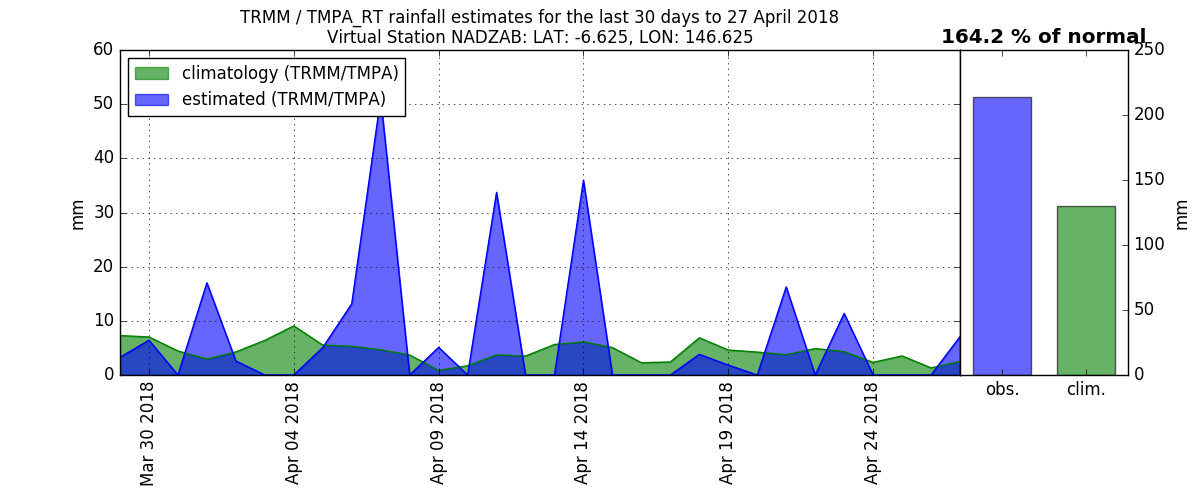 TRMM / TMPA_RT rainfall estimates for the last 30 days to 27 April 2018
Virtual Station NADZAB: LAT: -6.625, LON: 146.625
164.2 % of normal
climatology (TRMM/TMPA)
estimated (TRMM/TMPA)
60
50
40
30
20
10
0
mm
250
200
150
100
50
0
mm
Mar 30 2018
Apr 04 2018
Apr 09 2018
Apr 14 2018
Apr 19 2018
Apr 24 2018
obs.
clim.